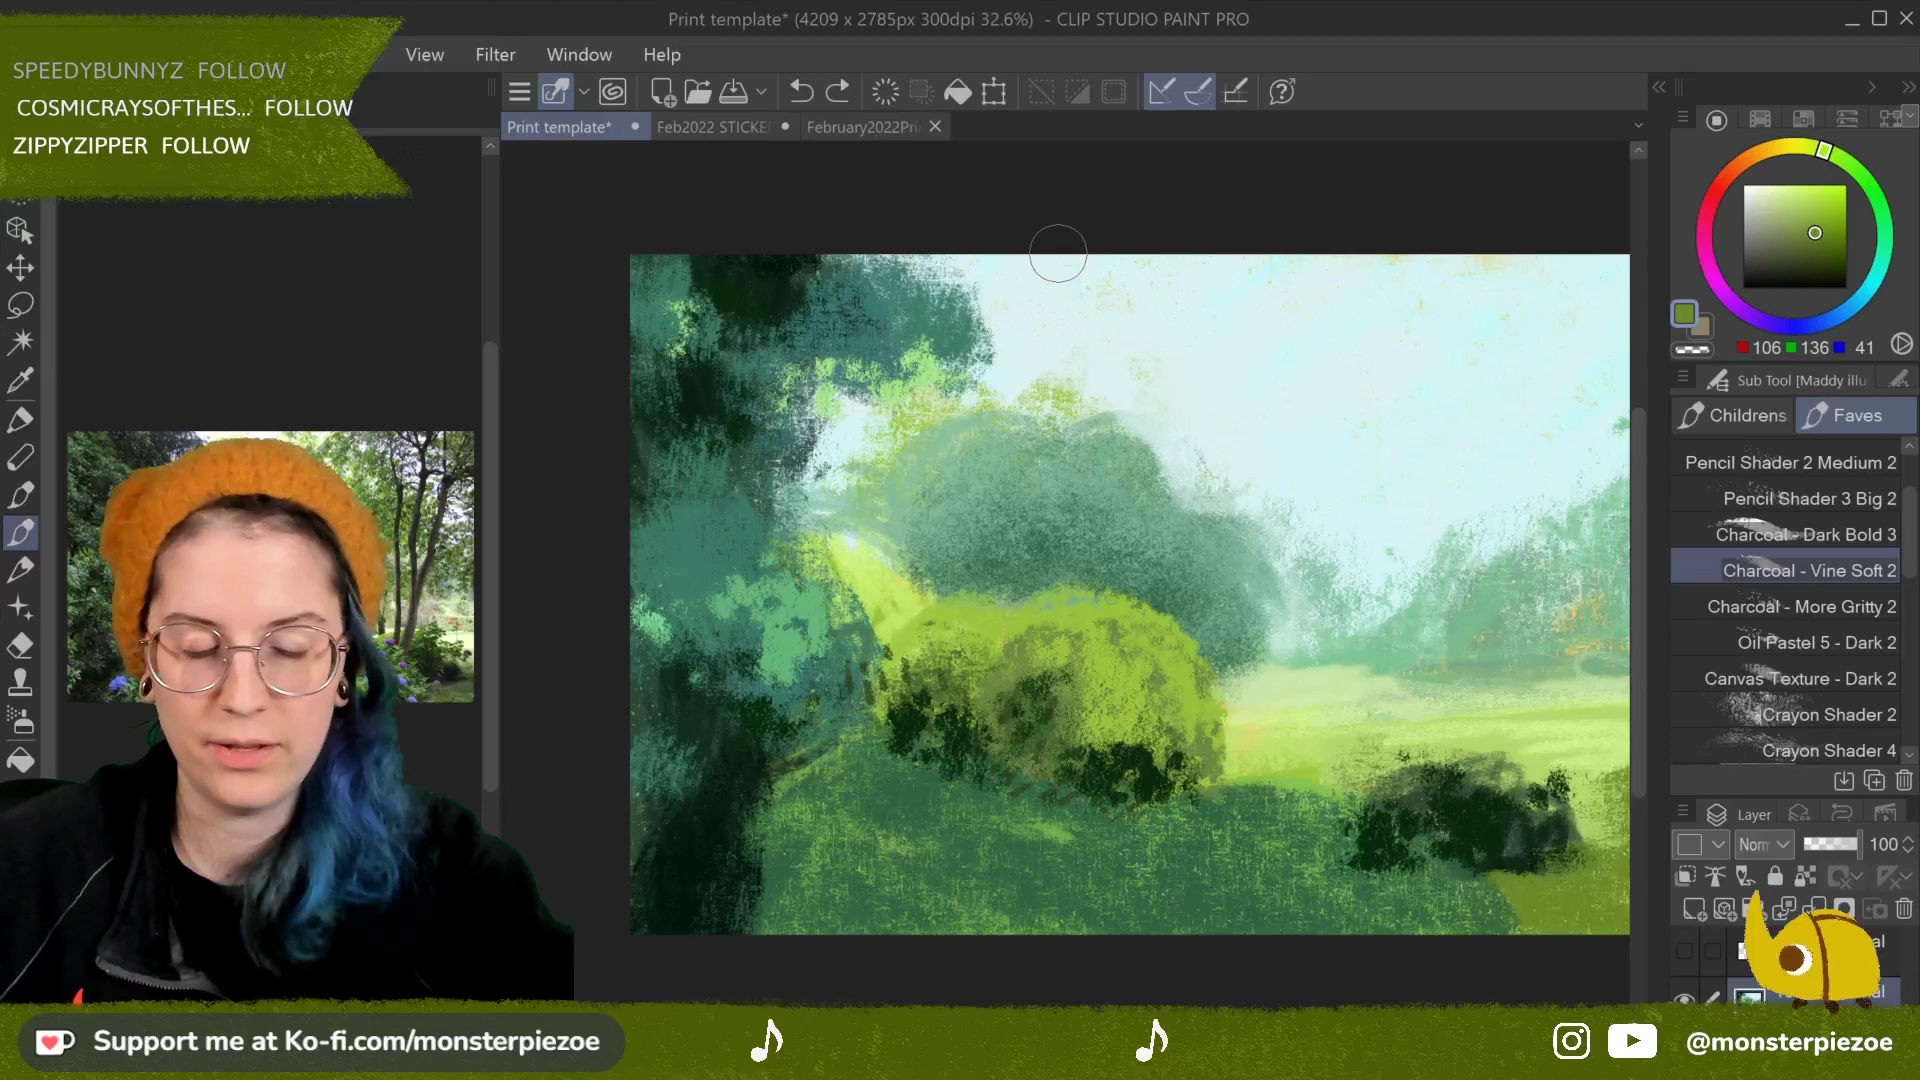 Print template* (4209 x 2785px 300dpi 32.6%) - CLIP STUDIO PAINT PRO
SPEEDYBUNNYZ FOLLOW
COSMICRAYSOFTHES... FOLLOW
ZIPPYZIPPER FOLLOW
View Filter Window Help
Print template* Feb2022 STICKE February2022Pri
106 136 41
Sub Tool [Maddy illu
Childrens Faves
Pencil Shader 2 Medium 2
Pencil Shader 3 Big 2
Charcoal - Dark Bold 3
Charcoal - Vine Soft 2
Charcoal - More Gritty 2
Oil Pastel 5 - Dark 2
Canvas Texture - Dark 2
Crayon Shader 2
Crayon Shader 4
Layer
Norr 100
al
al
Support me at Ko-fi.com/monsterpiezoe
@monsterpiezoe